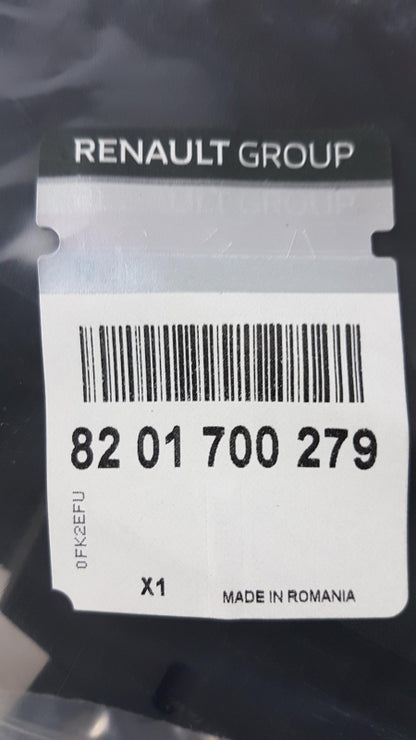 RENAULT GROUP
82 01 700 279
0FK2EFU
X1
MADE IN ROMANIA